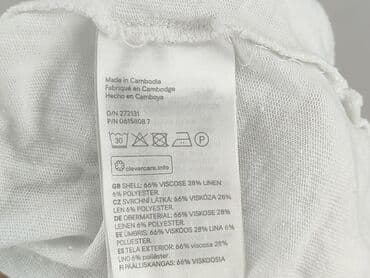 Made in Cambodia
Fabriqué en Cambodge
Hecho en Camboya
O/N 272131
P/N 0815808.7
30
P
clevercare.info
GB SHELL: 66% VISCOSE 28% LINEN
6% POLYESTER.
CZ SVRCHNÍ LÁTKA: 66% VISKÓZA 28%
LEN 6% POLYESTER.
DE OBERMATERIAL: 66% VISKOSE 28%
LEINEN 6% POLYESTER.
EE ÜMBRIS: 66% VISKOOS 28% LINA 6%
POLÜESTER.
ES TELA EXTERIOR: 66% viscosa 28%
LINO 6% poliéster.
FI PÄÄLLISKANGAS: 66% VISKOOSIA